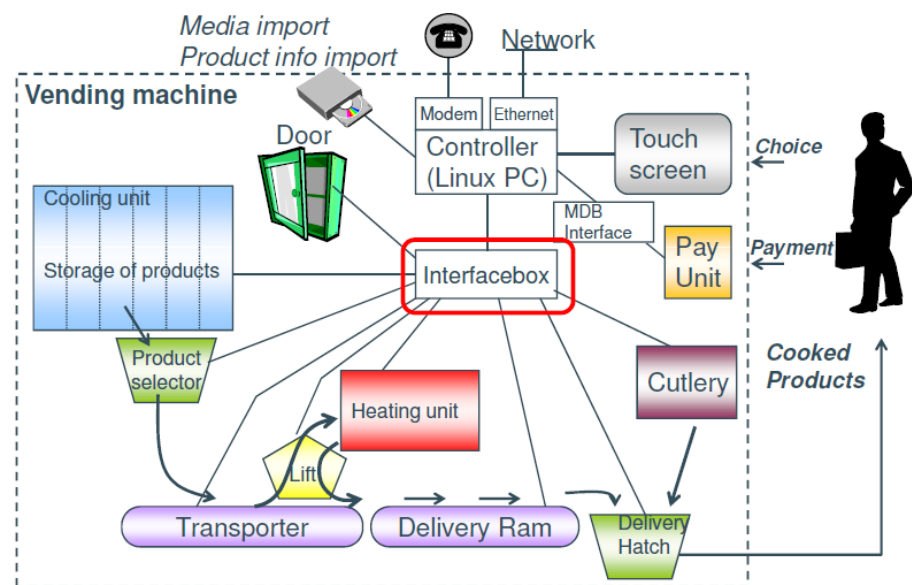 Media import
Product info import
Network
Vending machine
Modem
Ethernet
Door
Controller
(Linux PC)
Touch
screen
Choice
Cooling unit
MDB
Interface
Storage of products
Interfacebox
Pay
Unit
Payment
Product
selector
Heating unit
Cutlery
Cooked
Products
Lift
Transporter
Delivery Ram
Delivery
Hatch